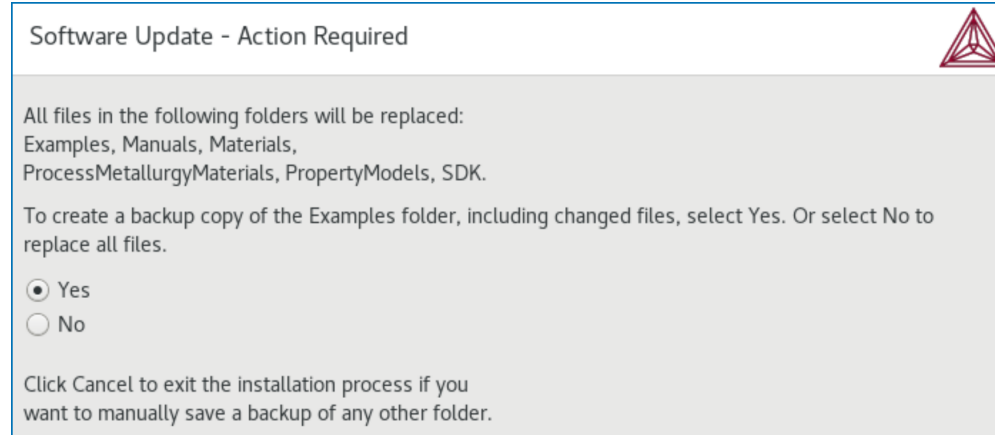 Software Update - Action Required
All files in the following folders will be replaced:
Examples, Manuals, Materials,
ProcessMetallurgyMaterials, PropertyModels, SDK.
To create a backup copy of the Examples folder, including changed files, select Yes. Or select No to
replace all files.
Yes
No
Click Cancel to exit the installation process if you
want to manually save a backup of any other folder.